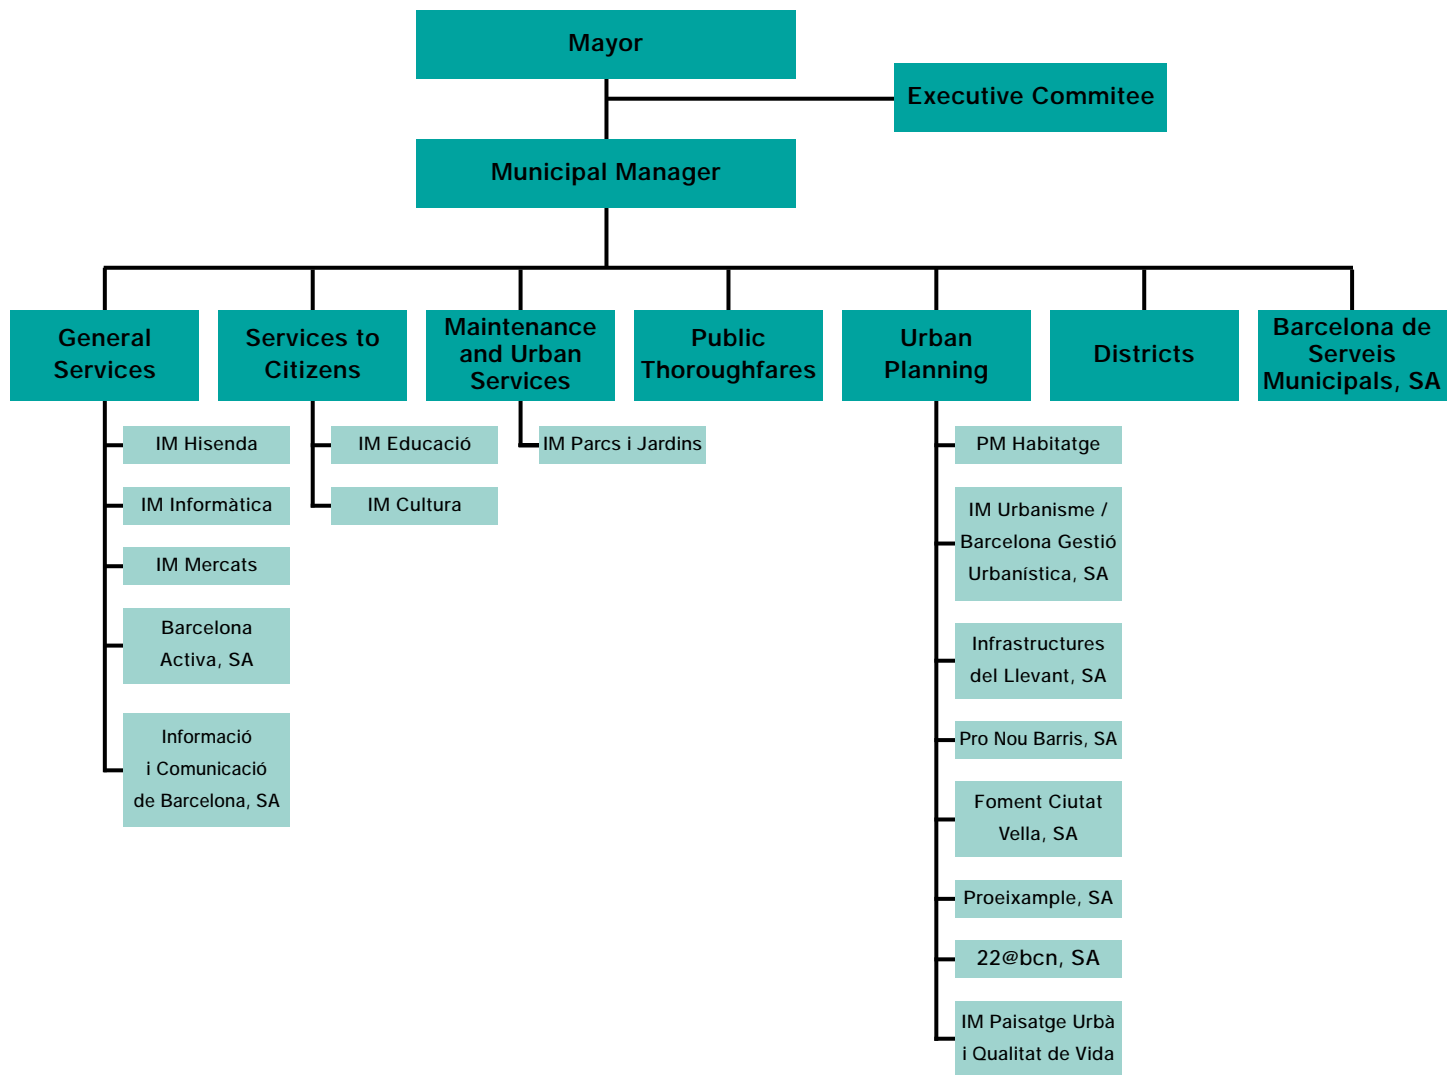 Mayor
Executive Commitee
Municipal Manager
General
Services
Services to
Citizens
Maintenance
and Urban
Services
Public
Thoroughfares
Urban
Planning
Districts
Barcelona de
Serveis
Municipals, SA
IM Hisenda
IM Informàtica
IM Mercats
Barcelona
Activa, SA
Informació
i Comunicació
de Barcelona, SA
IM Educació
IM Cultura
IM Parcs i Jardins
PM Habitatge
IM Urbanisme /
Barcelona Gestió
Urbanística, SA
Infrastructures
del Llevant, SA
Pro Nou Barris, SA
Foment Ciutat
Vella, SA
Proeixample, SA
22@bcn, SA
IM Paisatge Urbà
i Qualitat de Vida